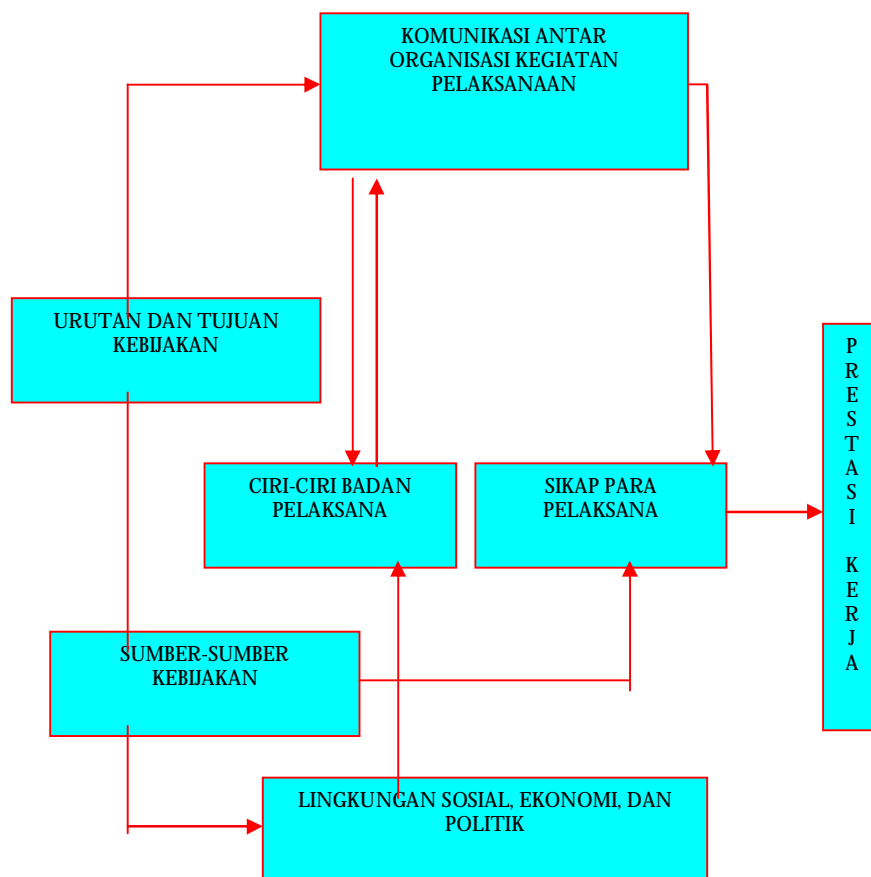 KOMUNIKASI ANTAR
ORGANISASI KEGIATAN
PELAKSANAAN
URUTAN DAN TUJUAN
KEBIJAKAN
CIRI-CIRI BADAN
PELAKSANA
SIKAP PARA
PELAKSANA
P
R
E
S
T
A
S
I
K
E
R
J
A
SUMBER-SUMBER
KEBIJAKAN
LINGKUNGAN SOSIAL, EKONOMI, DAN
POLITIK